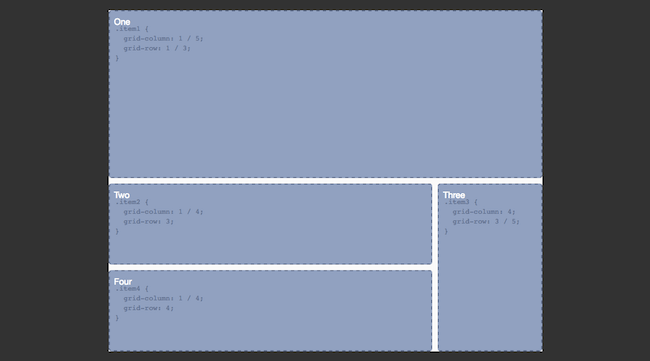 One
.item1 {
grid-column: 1 / 5;
grid-row: 1 / 3;
}
Two
.item2 {
grid-column: 1 / 4;
grid-row: 3;
}
Three
.item3 {
grid-column: 4;
grid-row: 3 / 5;
}
Four
.item4 {
grid-column: 1 / 4;
grid-row: 4;
}